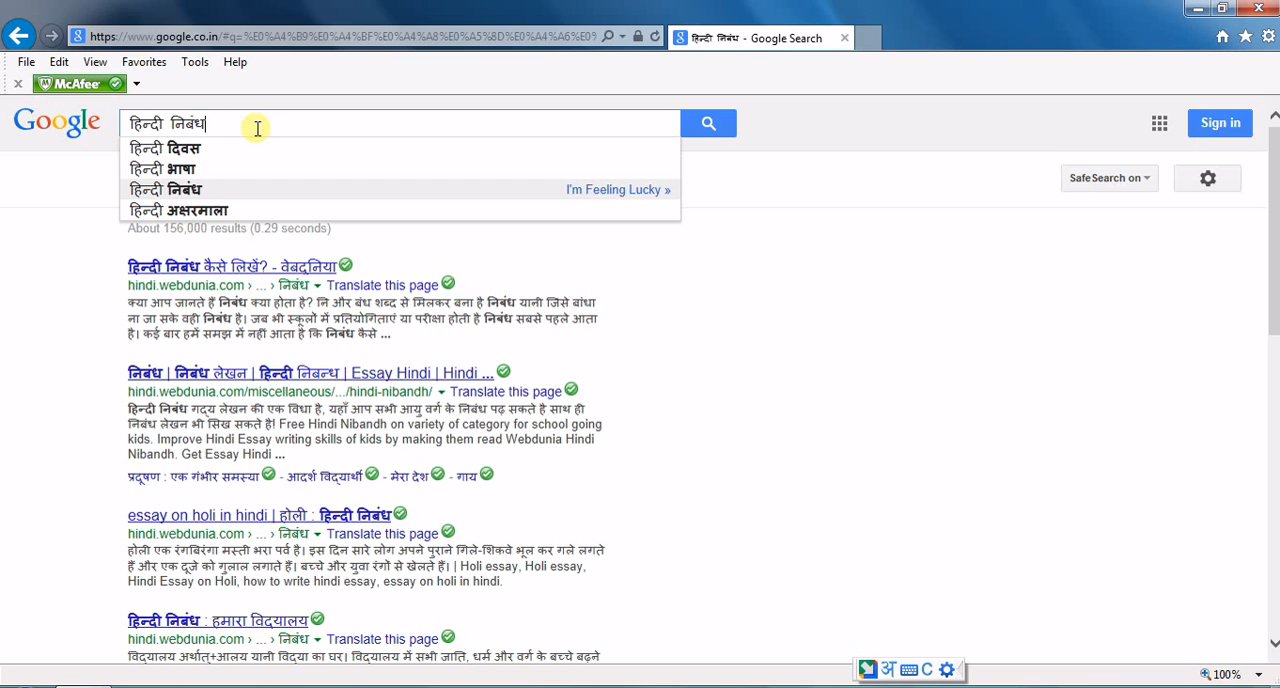 https://www.google.co.in/#q=%E0%A4%B9%E0%A4%BF%E0%A4%A8%E0%A5%8D%E0%A4%A6%E0%A5%9
हिन्दी निबंध - Google Search
File Edit View Favorites Tools Help
McAfee
Google
हिन्दी निबंध
Sign in
हिन्दी दिवस
हिन्दी भाषा
हिन्दी निबंध I'm Feeling Lucky »
हिन्दी अक्षरमाला
SafeSearch on
About 156,000 results (0.29 seconds)
हिन्दी निबंध कैसे लिखें? - वेबदुनिया
hindi.webdunia.com › ... › निबंध Translate this page
क्या आप जानते हैं निबंध क्या होता है? नि और बंध शब्द से मिलकर बना है निबंध यानी जिसे बांधा
ना जा सके वही निबंध है। जब भी स्कूलों में प्रतियोगिताएं या परीक्षा होती है निबंध सबसे पहले आता
है। कई बार हमें समझ में नहीं आता है कि निबंध कैसे ...
निबंध | निबंध लेखन | हिन्दी निबन्ध | Essay Hindi | Hindi ...
hindi.webdunia.com/miscellaneous/.../hindi-nibandh/ Translate this page
हिन्दी निबंध गद्य लेखन की एक विधा है, यहाँ आप सभी आयु वर्ग के निबंध पढ़ सकते है साथ ही
निबंध लेखन भी सिख सकते है! Free Hindi Nibandh on variety of category for school going
kids. Improve Hindi Essay writing skills of kids by making them read Webdunia Hindi
Nibandh. Get Essay Hindi ...
प्रदूषण : एक गंभीर समस्या - आदर्श विद्यार्थी - मेरा देश - गाय
essay on holi in hindi | होली : हिन्दी निबंध
hindi.webdunia.com › ... › निबंध Translate this page
होली एक रंगबिरंगा मस्ती भरा पर्व है। इस दिन सारे लोग अपने पुराने गिले-शिकवे भूल कर गले लगते
हैं और एक दूजे को गुलाल लगाते हैं। बच्चे और युवा रंगों से खेलते हैं। | Holi essay, Holi essay,
Hindi Essay on Holi, how to write hindi essay, essay on holi in hindi.
हिन्दी निबंध : हमारा विद्यालय
hindi.webdunia.com › ... › निबंध Translate this page
विद्यालय अर्थात्+आलय यानी विद्या का घर। विद्यालय में सभी जाति, धर्म और वर्ग के बच्चे बढ़ने
अ C
100%